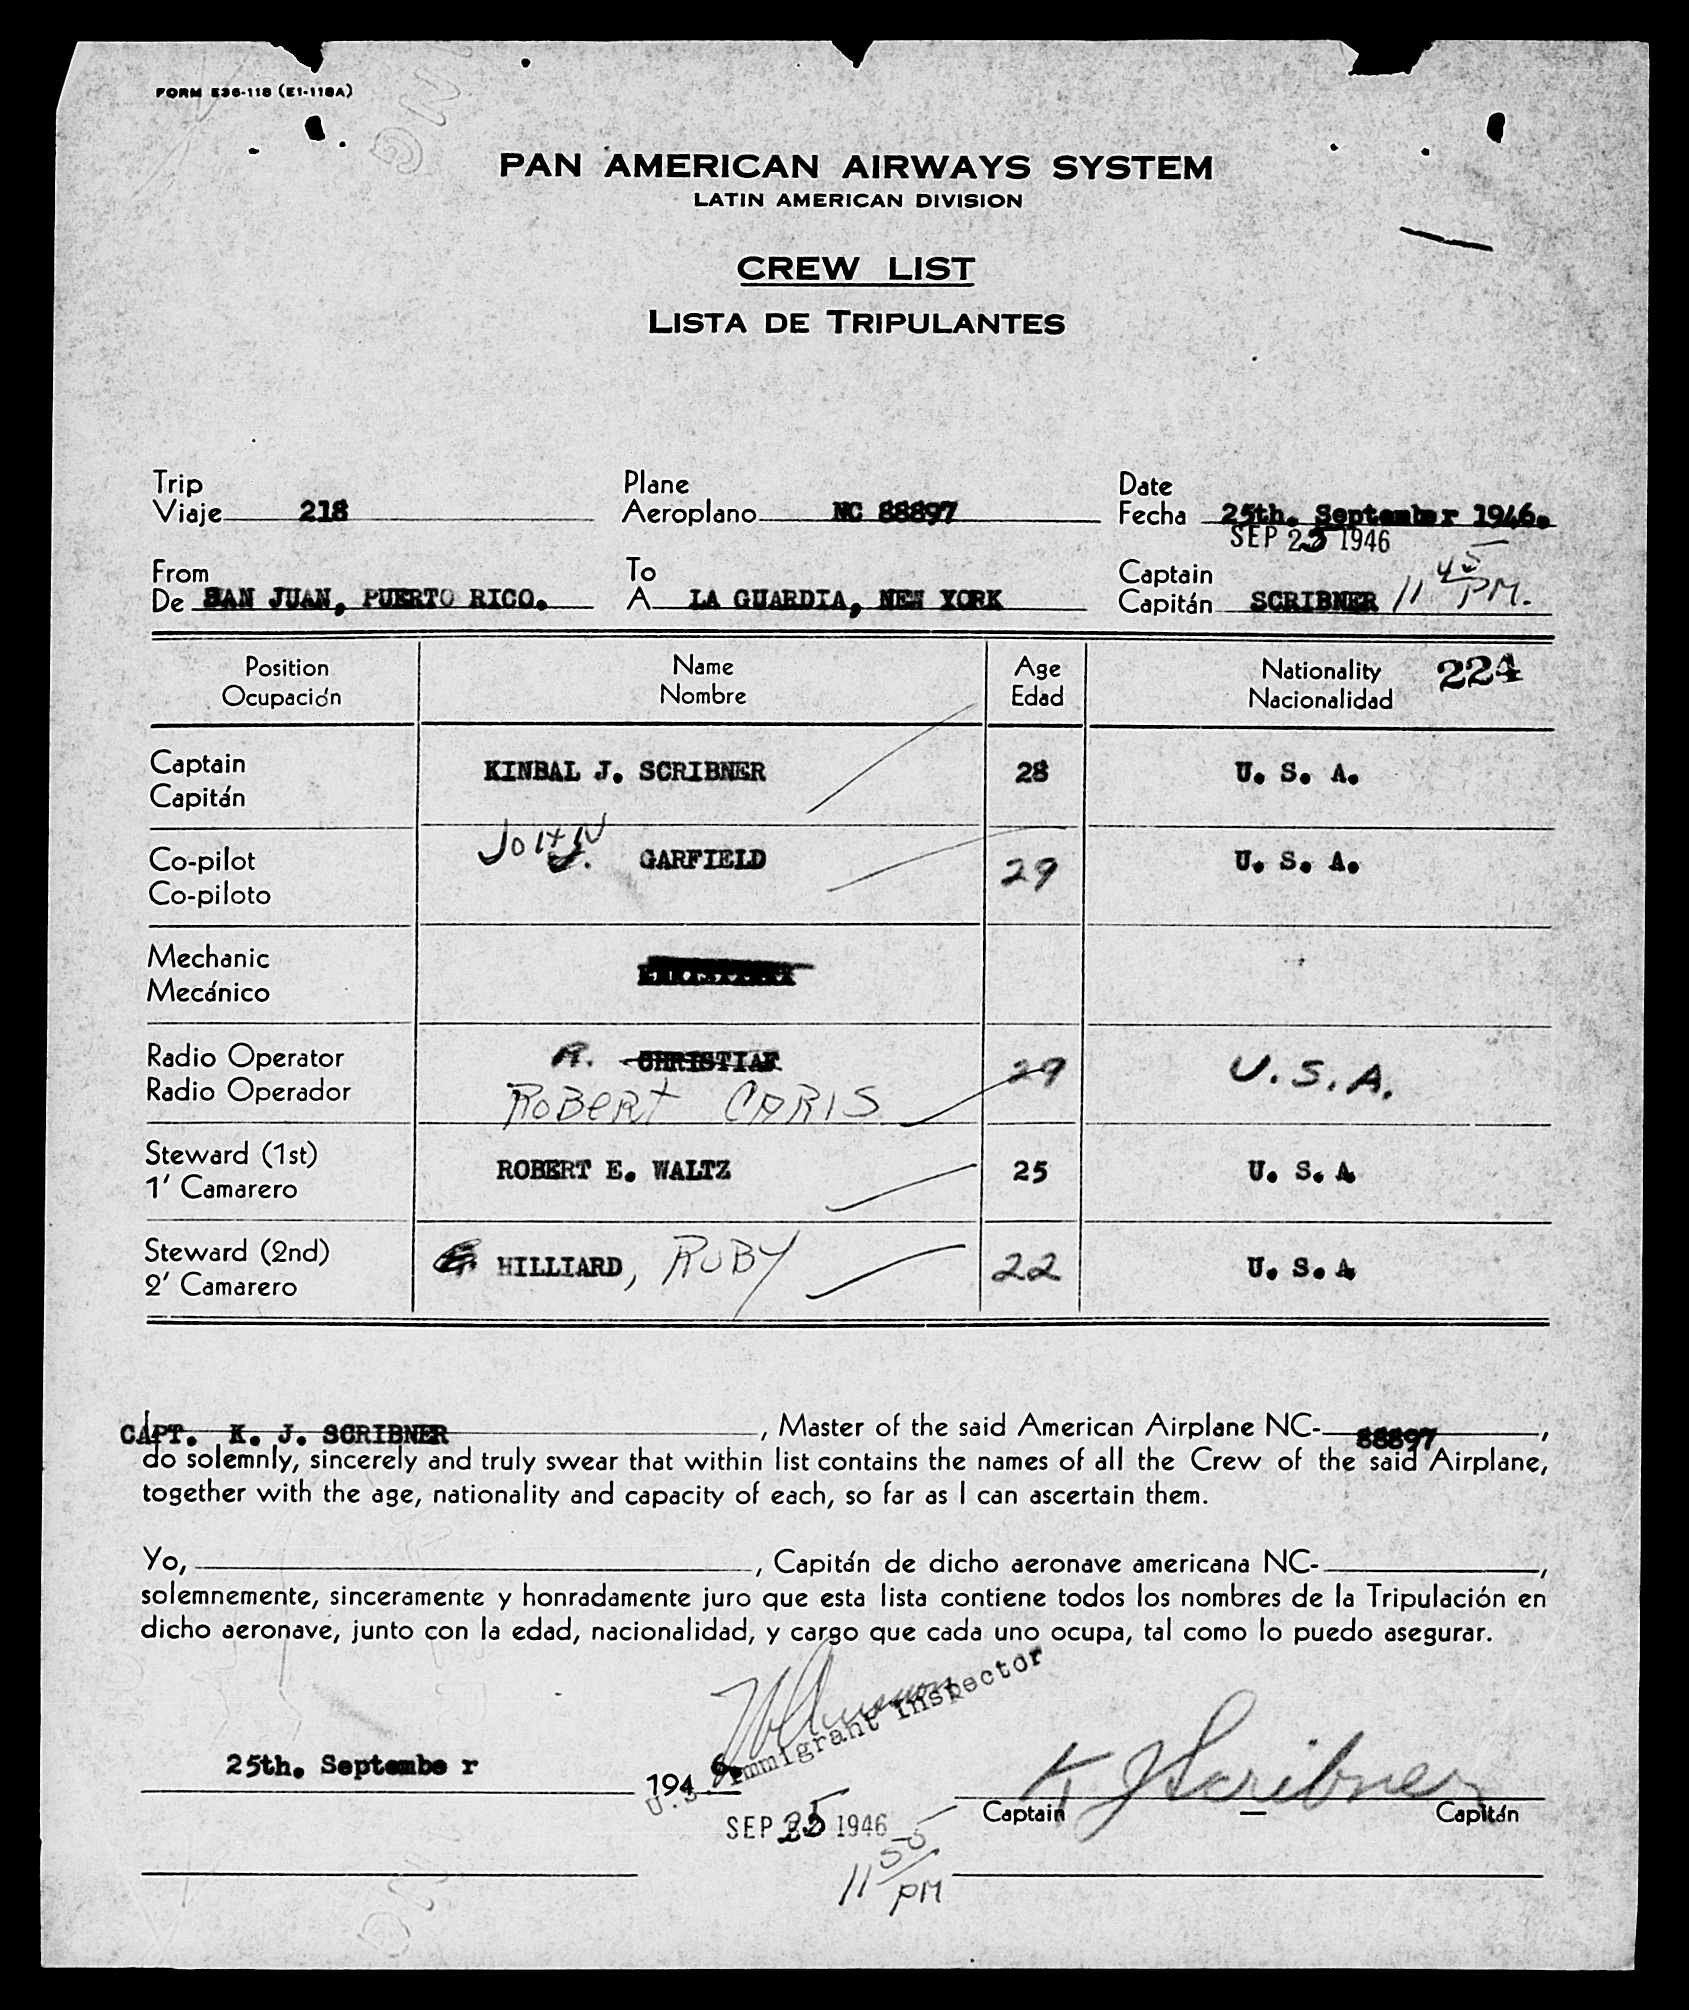 FORM E36-118 (E1-118A)
PAN AMERICAN AIRWAYS SYSTEM
LATIN AMERICAN DIVISION
CREW LIST
LISTA DE TRIPULANTES
Trip Plane Date
Viaje 218 Aeroplano NC 88897 Fecha 25th. September 1946.
SEP 25 1946
From To Captain 11 45 PM.
De SAN JUAN, PUERTO RICO. A LA GUARDIA, NEW YORK Capitán SCRIBNER
Position Name Age Nationality 224
Ocupación Nombre Edad Nacionalidad
Captain KINBAL J. SCRIBNER 28 U. S. A.
Capitán
Co-pilot JOHN J. GARFIELD 29 U. S. A.
Co-piloto
Mechanic
Mecánico
Radio Operator R. CHRISTIAN 29 U.S.A.
Radio Operador ROBERT CARIS
Steward (1st) ROBERT E. WALTZ 25 U. S. A
1' Camarero
Steward (2nd) HILLIARD, RUBY 22 U. S. A
2' Camarero
I CAPT. K. J. SCRIBNER, Master of the said American Airplane NC-88897,
do solemnly, sincerely and truly swear that within list contains the names of all the Crew of the said Airplane,
together with the age, nationality and capacity of each, so far as I can ascertain them.
Yo, , Capitán de dicho aeronave americana NC- ,
solemnemente, sinceramente y honradamente juro que esta lista contiene todos los nombres de la Tripulación en
dicho aeronave, junto con la edad, nacionalidad, y cargo que cada uno ocupa, tal como lo puedo asegurar.
U.S. Immigrant Inspector
25th. September 1946. K J Scribner
Captain — Capitán
SEP 25 1946
11 55 PM